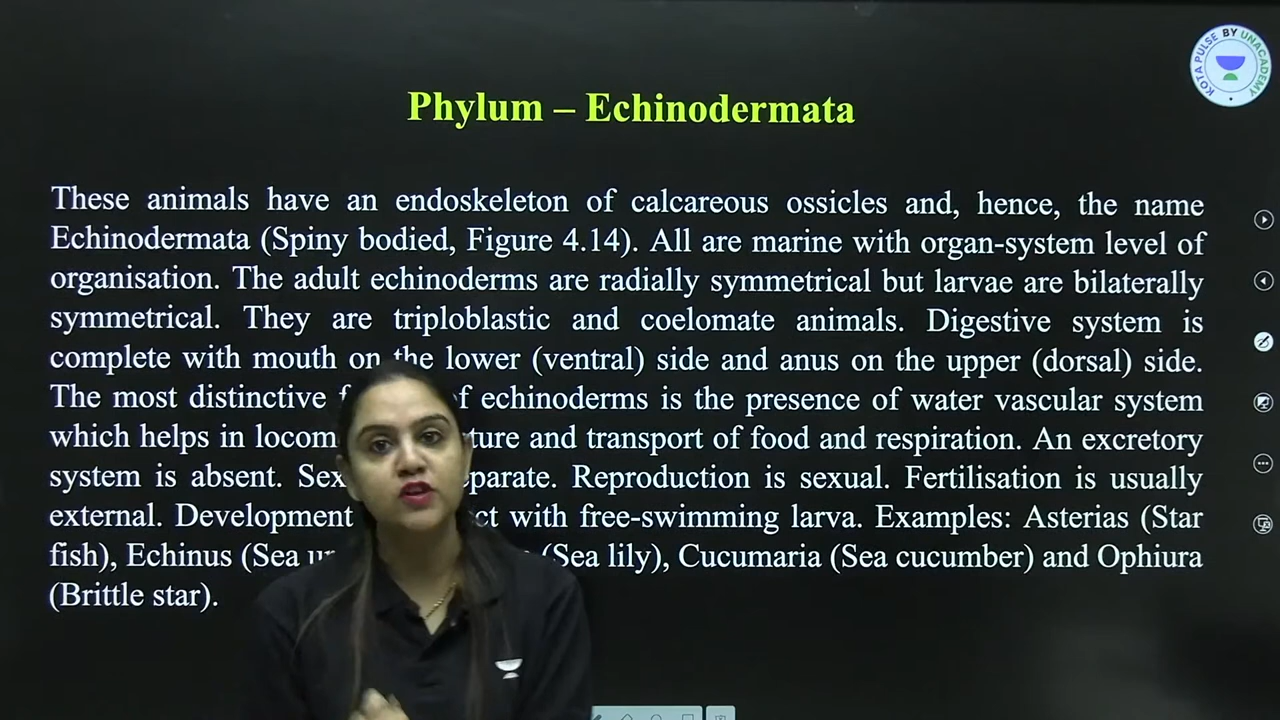 KOTA PULSE BY UNACADEMY
Phylum – Echinodermata
These animals have an endoskeleton of calcareous ossicles and, hence, the name
Echinodermata (Spiny bodied, Figure 4.14). All are marine with organ-system level of
organisation. The adult echinoderms are radially symmetrical but larvae are bilaterally
symmetrical. They are triploblastic and coelomate animals. Digestive system is
complete with mouth on the lower (ventral) side and anus on the upper (dorsal) side.
The most distinctive of echinoderms is the presence of water vascular system
which helps in and transport of food and respiration. An excretory
system is absent. Reproduction is sexual. Fertilisation is usually
external. Development with free-swimming larva. Examples: Asterias (Star
fish), Echinus (Sea (Sea lily), Cucumaria (Sea cucumber) and Ophiura
(Brittle star).